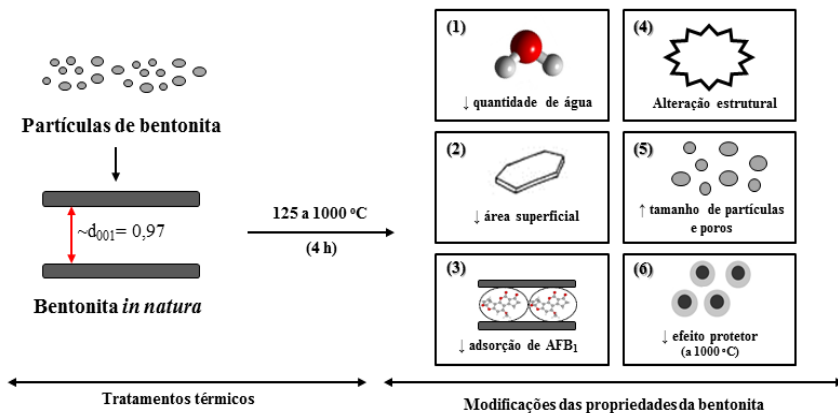 Partículas de bentonita
~d001= 0,97
Bentonita in natura
125 a 1000 ºC
(4 h)
Tratamentos térmicos
(1)
↓ quantidade de água
(2)
↓ área superficial
(3)
↓ adsorção de AFB1
(4)
Alteração estrutural
(5)
↑ tamanho de partículas
e poros
(6)
↓ efeito protetor
(a 1000 ºC)
Modificações das propriedades da bentonita